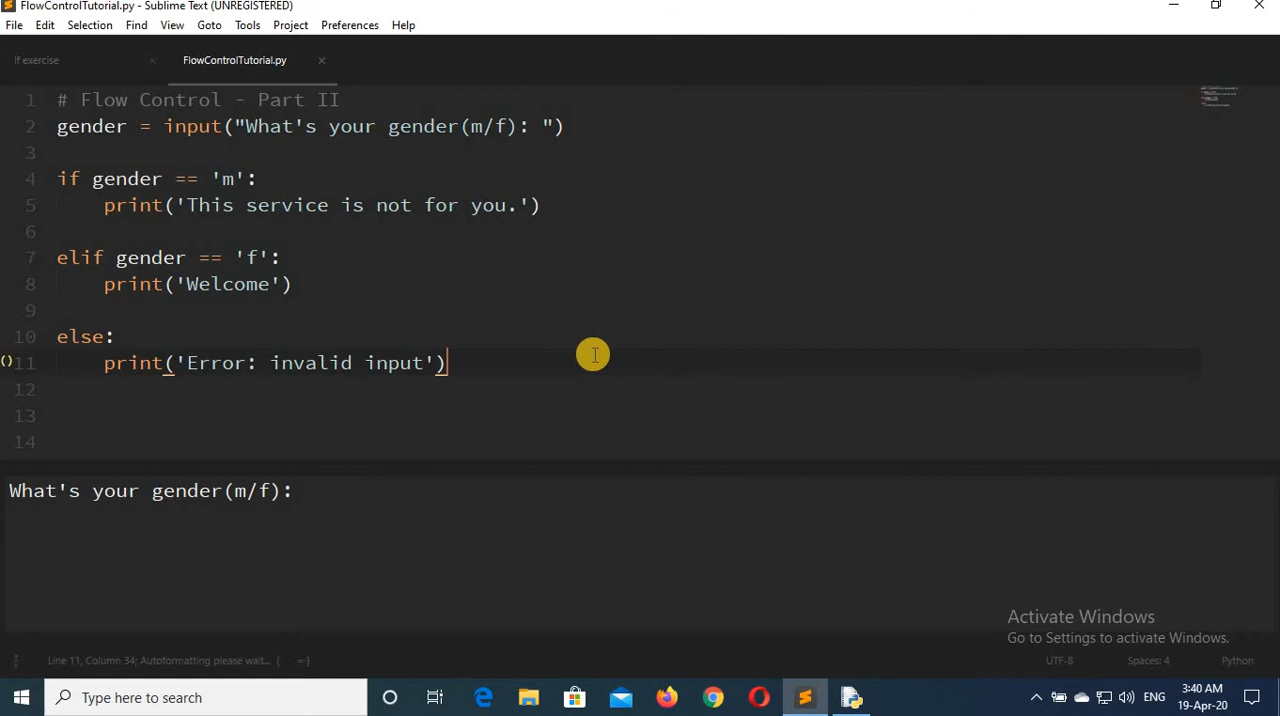 FlowControlTutorial.py - Sublime Text (UNREGISTERED)
File Edit Selection Find View Goto Tools Project Preferences Help
If exercise × FlowControlTutorial.py ×
1 # Flow Control - Part II
2 gender = input("What's your gender(m/f): ")
3
4 if gender == 'm':
5 print('This service is not for you.')
6
7 elif gender == 'f':
8 print('Welcome')
9
10 else:
()11 print('Error: invalid input')
12
13
14
What's your gender(m/f):
Activate Windows
Go to Settings to activate Windows.
Line 11, Column 34; Autoformatting please wait... [ =] UTF-8 Spaces: 4 Python
Type here to search ENG 3:40 AM
19-Apr-20